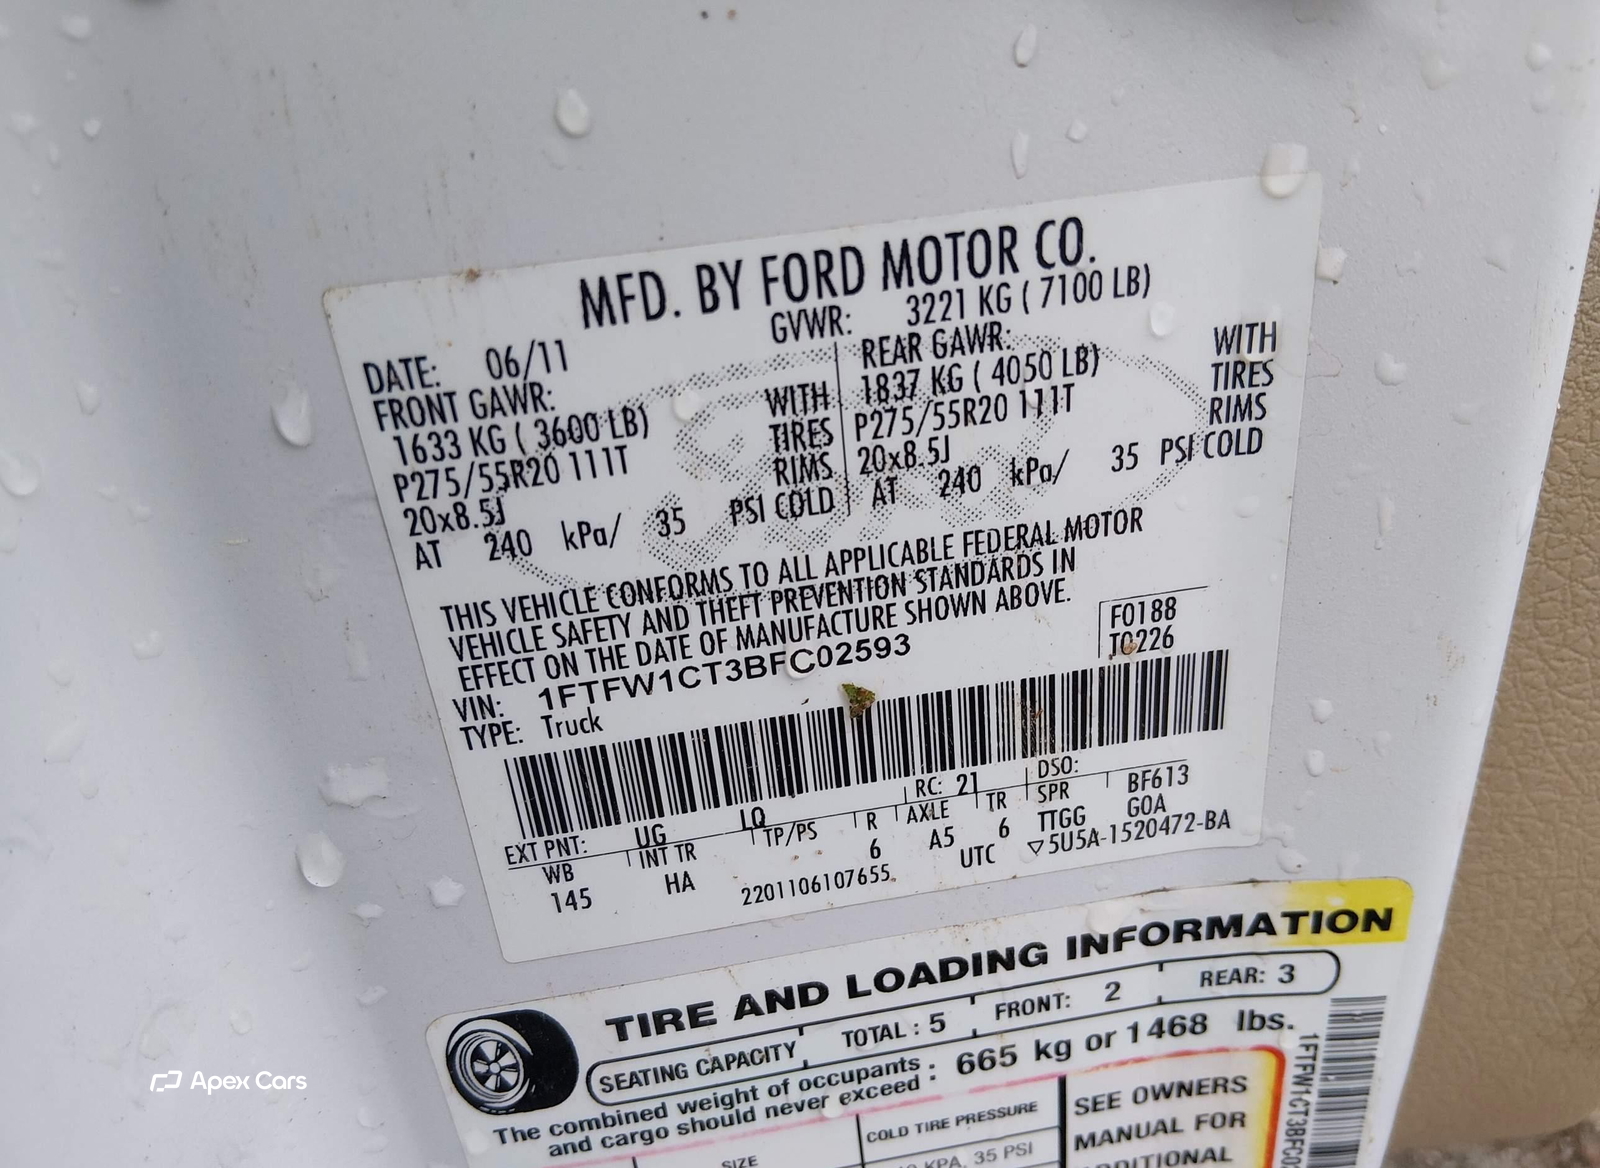 MFD. BY FORD MOTOR CO.
DATE: 06/11 GVWR: 3221 KG ( 7100 LB)
FRONT GAWR:
1633 KG ( 3600 LB) WITH
P275/55R20 111T TIRES
20x8.5J RIMS
AT 240 kPa/ 35 PSI COLD
REAR GAWR:
1837 KG ( 4050 LB) WITH
P275/55R20 111T TIRES
20x8.5J RIMS
AT 240 kPa/ 35 PSI COLD
THIS VEHICLE CONFORMS TO ALL APPLICABLE FEDERAL MOTOR
VEHICLE SAFETY AND THEFT PREVENTION STANDARDS IN
EFFECT ON THE DATE OF MANUFACTURE SHOWN ABOVE.
F0188
T0226
VIN: 1FTFW1CT3BFC02593
TYPE: Truck
EXT PNT: UG LQ RC: 21 DSO: BF613
WB INT TR TP/PS R AXLE TR SPR G0A
145 HA 6 A5 6 TTGG
2201106107655 UTC ▽5U5A-1520472-BA
TIRE AND LOADING INFORMATION
SEATING CAPACITY TOTAL : 5 FRONT: 2 REAR: 3
The combined weight of occupants
and cargo should never exceed : 665 kg or 1468 lbs.
SIZE COLD TIRE PRESSURE
KPA, 35 PSI
SEE OWNERS
MANUAL FOR
1FTFW1CT3BFC0
Apex Cars